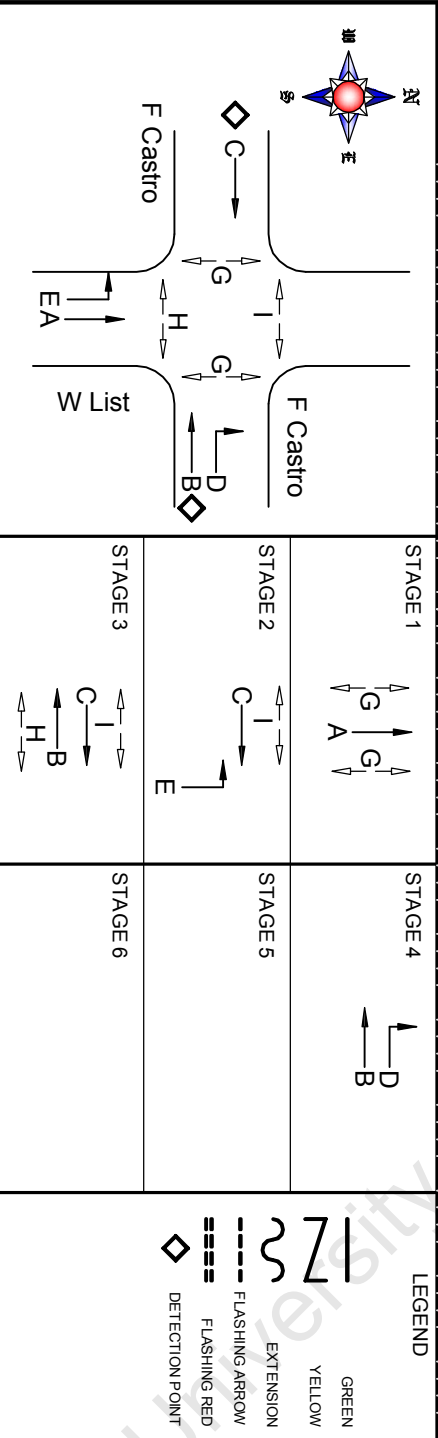 N
W E
S
F Castro
I
C G G D
B
F Castro H
E A
W List
STAGE 1
G A G
STAGE 2
I
C
E
STAGE 3
I
C
B
H
STAGE 4
D
B
STAGE 5
STAGE 6
LEGEND
GREEN
YELLOW
EXTENSION
FLASHING ARROW
FLASHING RED
DETECTION POINT
University